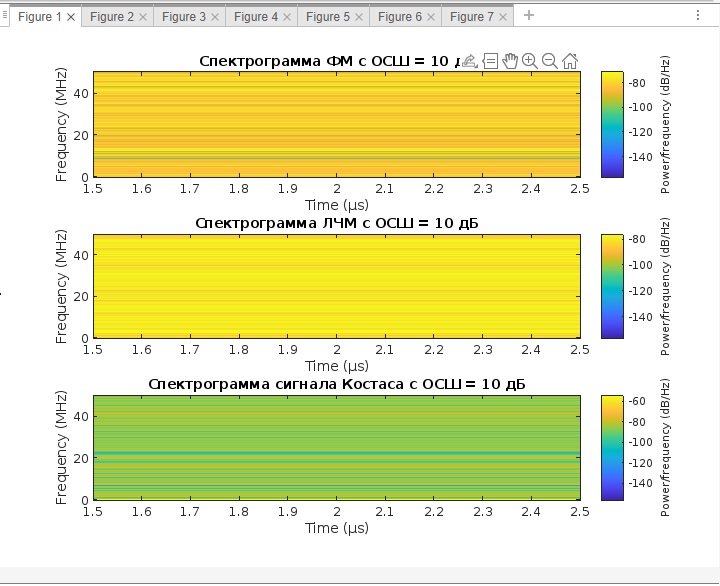 Figure 1 × Figure 2 × Figure 3 × Figure 4 × Figure 5 × Figure 6 × Figure 7 × +
Спектрограмма ФМ с ОСШ = 10
Frequency (MHz)
40
20
0
1.5 1.6 1.7 1.8 1.9 2 2.1 2.2 2.3 2.4 2.5
Time (µs)
-80
-100
-120
-140
Power/frequency (dB/Hz)
Спектрограмма ЛЧМ с ОСШ = 10 дБ
Frequency (MHz)
40
20
0
1.5 1.6 1.7 1.8 1.9 2 2.1 2.2 2.3 2.4 2.5
Time (µs)
-80
-100
-120
-140
Power/frequency (dB/Hz)
Спектрограмма сигнала Костаса с ОСШ = 10 дБ
Frequency (MHz)
40
20
0
1.5 1.6 1.7 1.8 1.9 2 2.1 2.2 2.3 2.4 2.5
Time (µs)
-60
-80
-100
-120
-140
Power/frequency (dB/Hz)